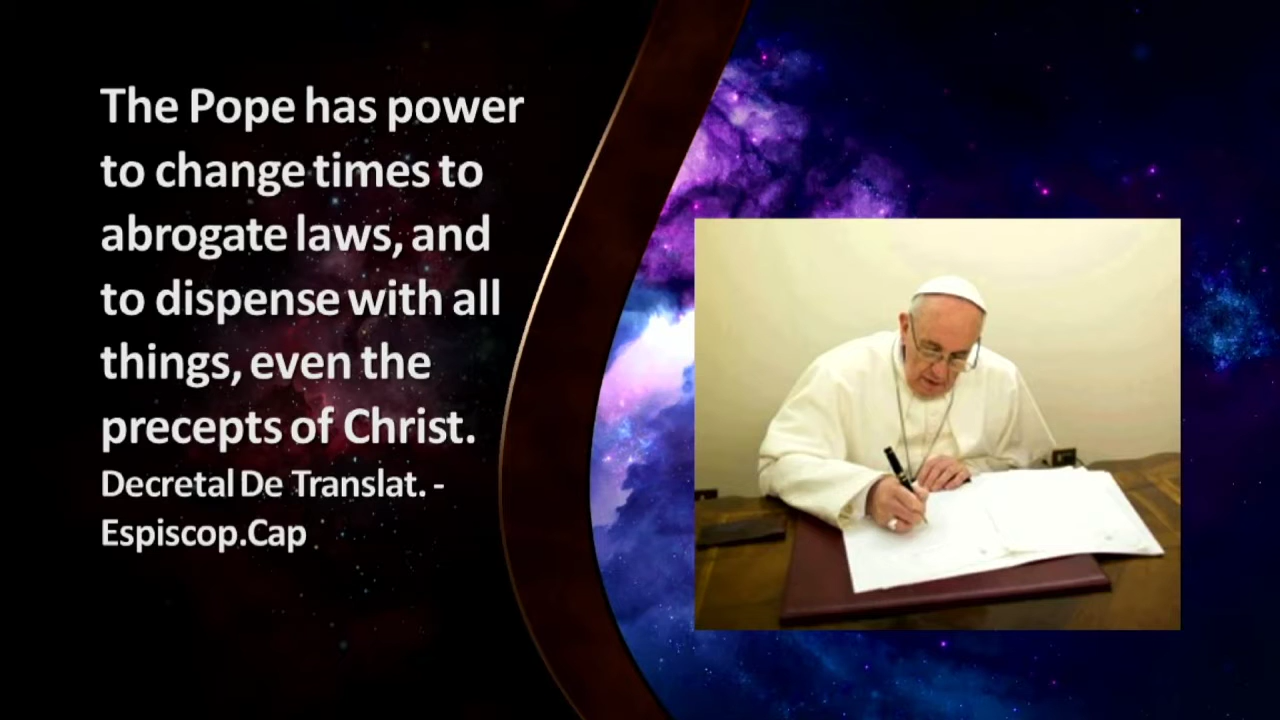 The Pope has power
to change times to
abrogate laws, and
to dispense with all
things, even the
precepts of Christ.
Decretal De Translat. -
Espiscop.Cap